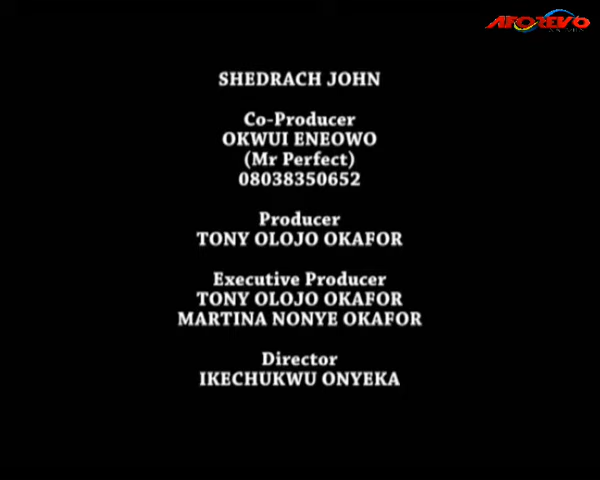 APOREVO
SHEDRACH JOHN
Co-Producer
OKWUI ENEOWO
(Mr Perfect)
08038350652
Producer
TONY OLOJO OKAFOR
Executive Producer
TONY OLOJO OKAFOR
MARTINA NONYE OKAFOR
Director
IKECHUKWU ONYEKA